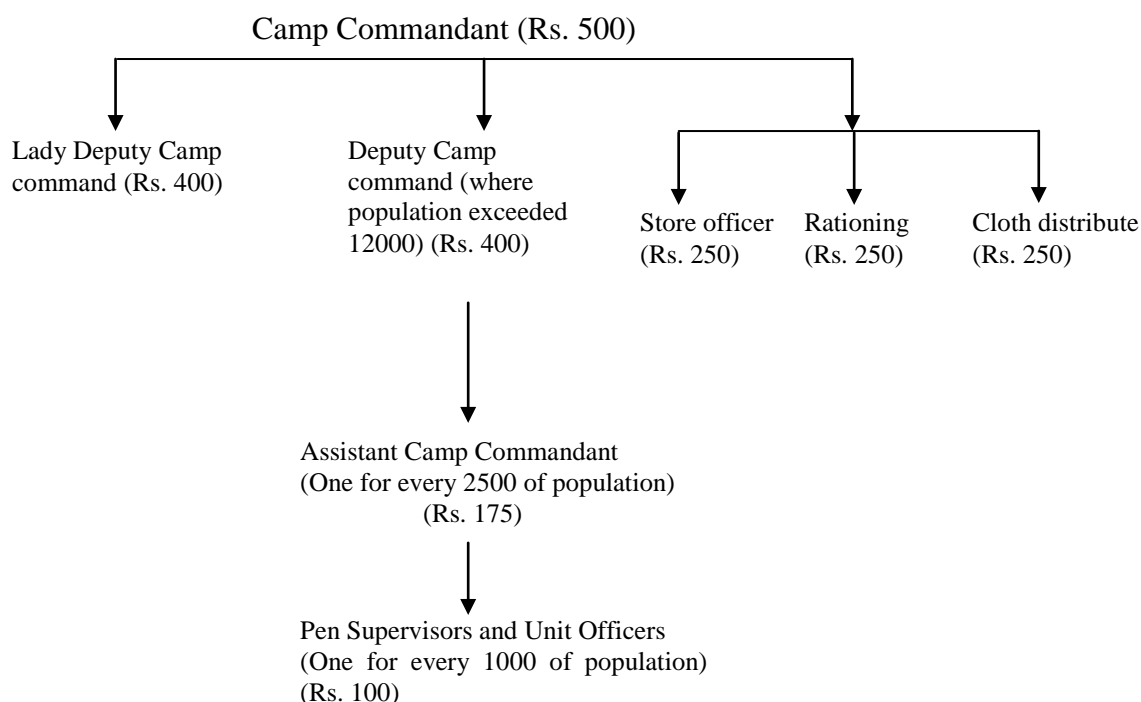 Camp Commandant (Rs. 500)
Lady Deputy Camp
command (Rs. 400)
Deputy Camp
command (where
population exceeded
12000) (Rs. 400)
Store officer
(Rs. 250)
Rationing
(Rs. 250)
Cloth distribute
(Rs. 250)
Assistant Camp Commandant
(One for every 2500 of population)
(Rs. 175)
Pen Supervisors and Unit Officers
(One for every 1000 of population)
(Rs. 100)